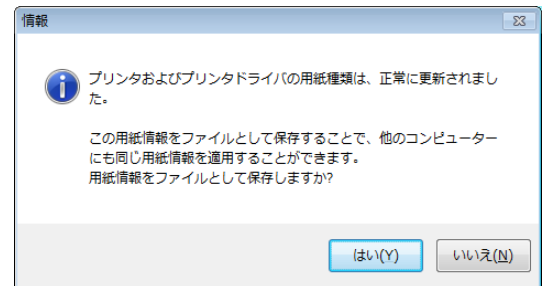 情報
プリンタおよびプリンタドライバの用紙種類は、正常に更新されまし
た。
この用紙情報をファイルとして保存することで、他のコンピューター
にも同じ用紙情報を適用することができます。
用紙情報をファイルとして保存しますか?
はい(Y)
いいえ(N)